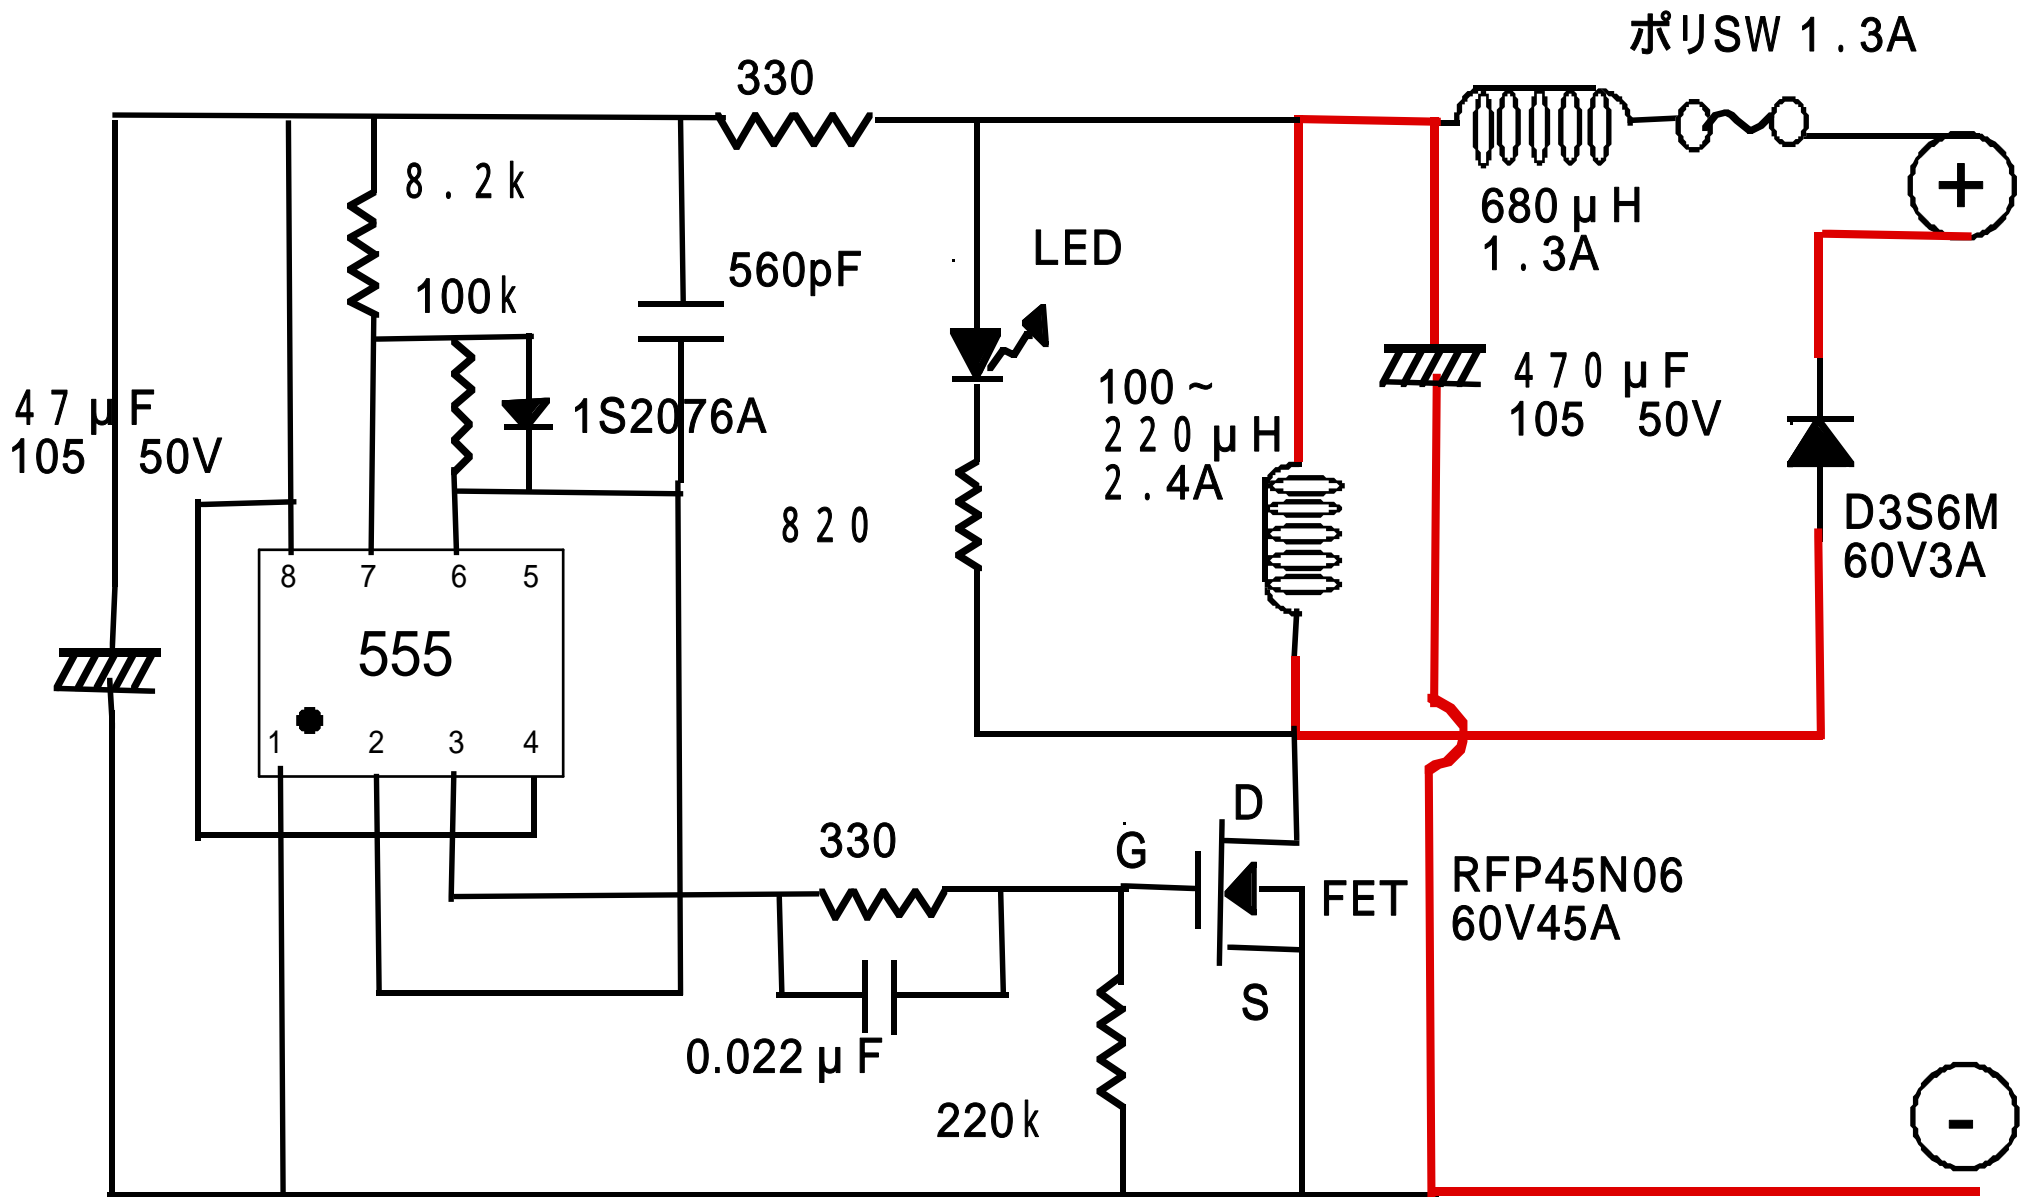 ポリSW 1.3A
330
8.2k
680μH
1.3A
+
LED
560pF
100k
100~
220μH
2.4A
470μF
105 50V
47μF
105 50V
1S2076A
820
D3S6M
60V3A
8 7 6 5
555
1 2 3 4
D
330
G
FET
RFP45N06
60V45A
S
0.022μF
220k
-